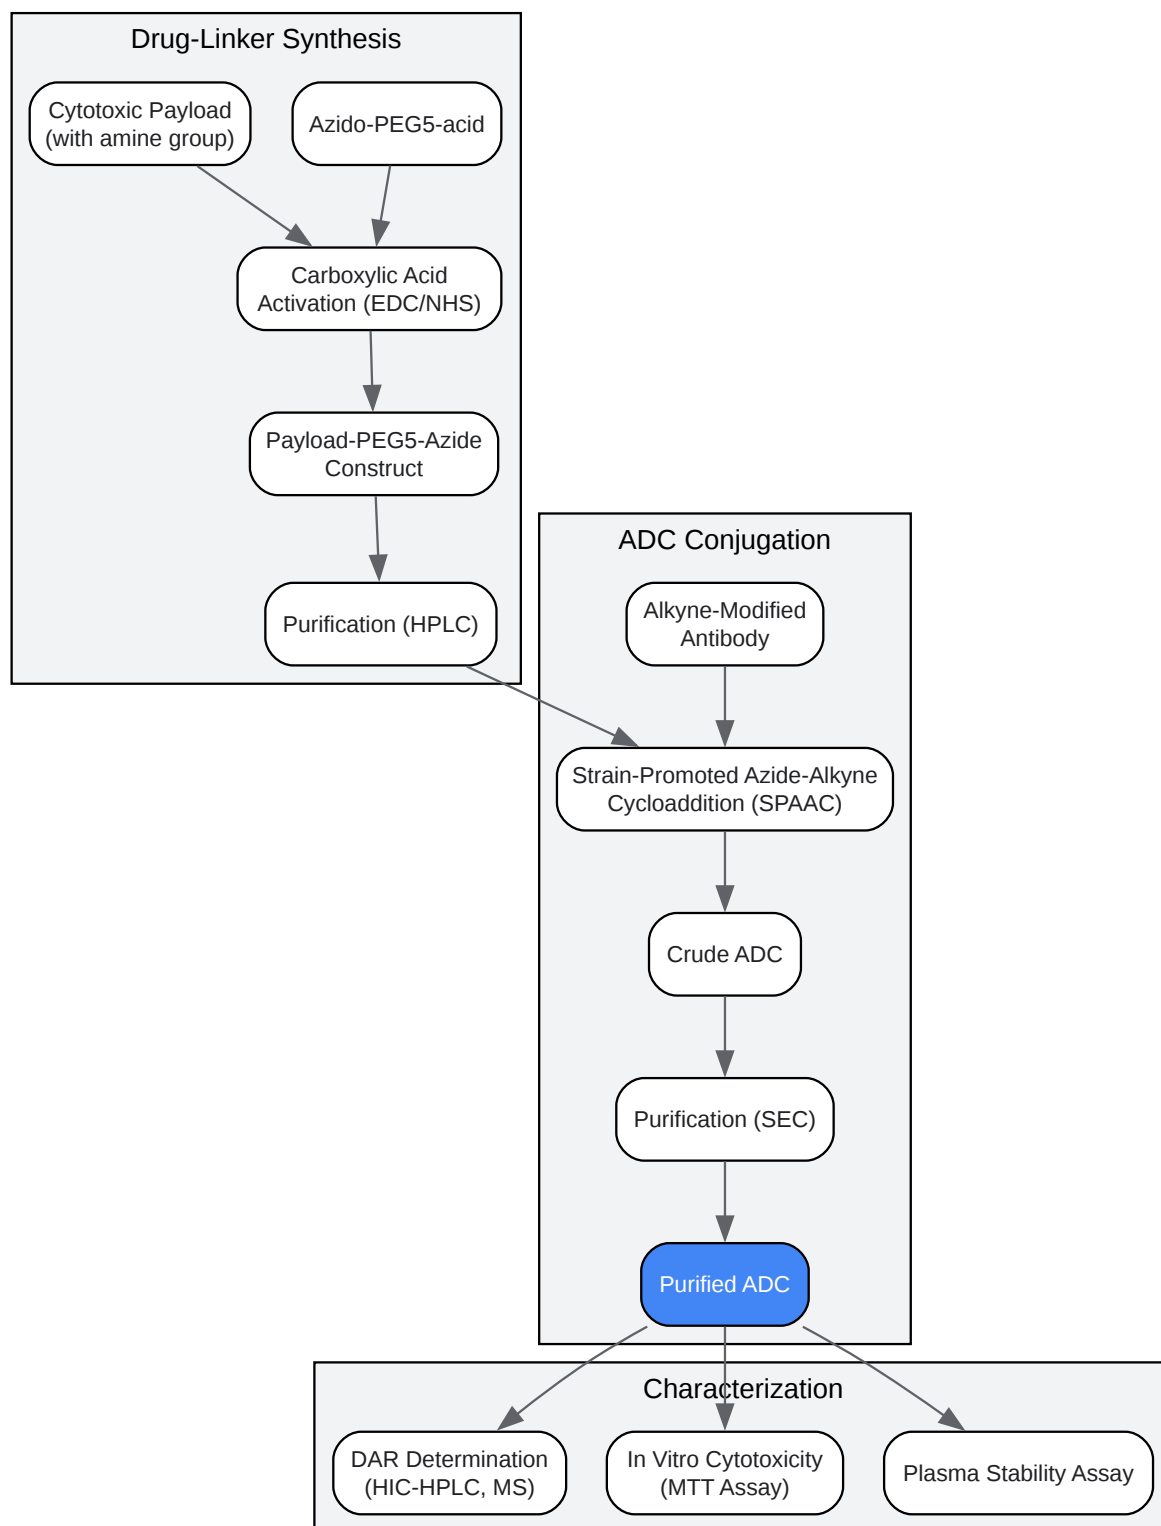 Drug-Linker Synthesis
Cytotoxic Payload
(with amine group)
Azido-PEG5-acid
Carboxylic Acid
Activation (EDC/NHS)
Payload-PEG5-Azide
Construct
Purification (HPLC)
ADC Conjugation
Alkyne-Modified
Antibody
Strain-Promoted Azide-Alkyne
Cycloaddition (SPAAC)
Crude ADC
Purification (SEC)
Purified ADC
Characterization
DAR Determination
(HIC-HPLC, MS)
In Vitro Cytotoxicity
(MTT Assay)
Plasma Stability Assay